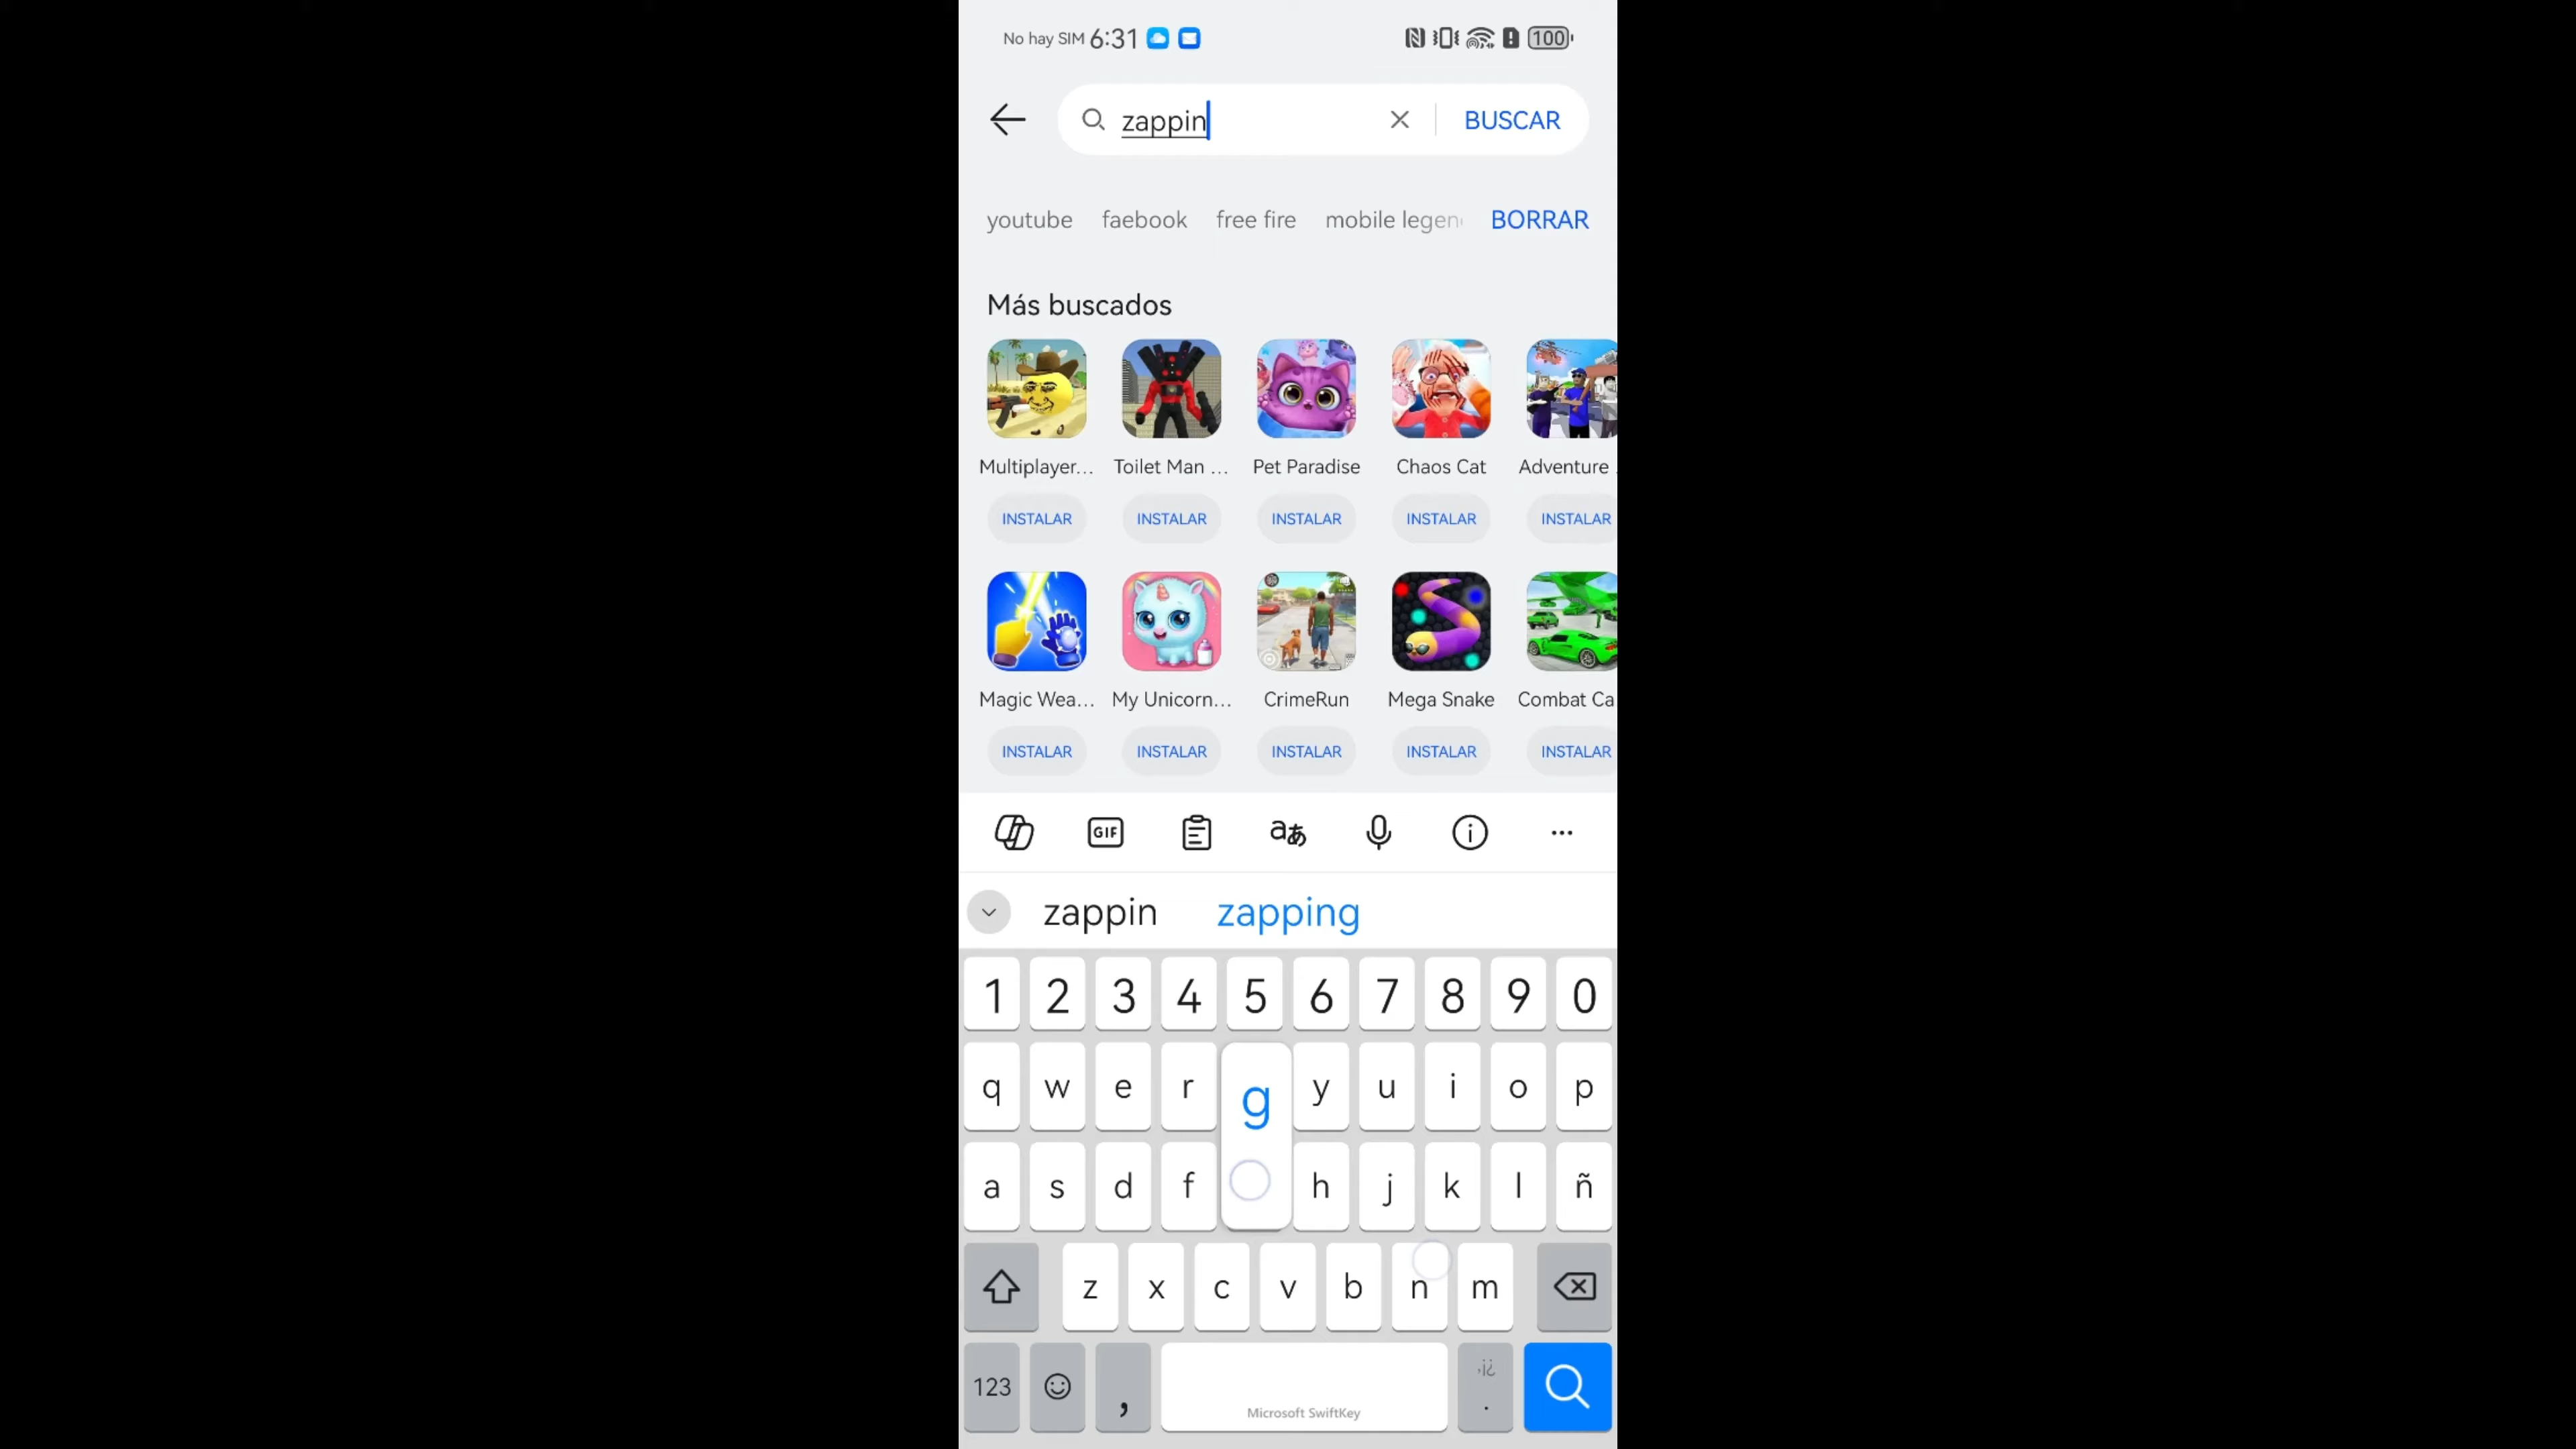 No hay SIM 6:31 100
zappin BUSCAR
youtube faebook free fire mobile legen BORRAR
Más buscados
Multiplayer... Toilet Man ... Pet Paradise Chaos Cat Adventure .
INSTALAR INSTALAR INSTALAR INSTALAR INSTALAR
Magic Wea... My Unicorn... CrimeRun Mega Snake Combat Ca
INSTALAR INSTALAR INSTALAR INSTALAR INSTALAR
GIF aあ
zappin zapping
1 2 3 4 5 6 7 8 9 0
q w e r g y u i o p
a s d f h j k l ñ
z x c v b n m
123 , Microsoft SwiftKey ,¡¿ .